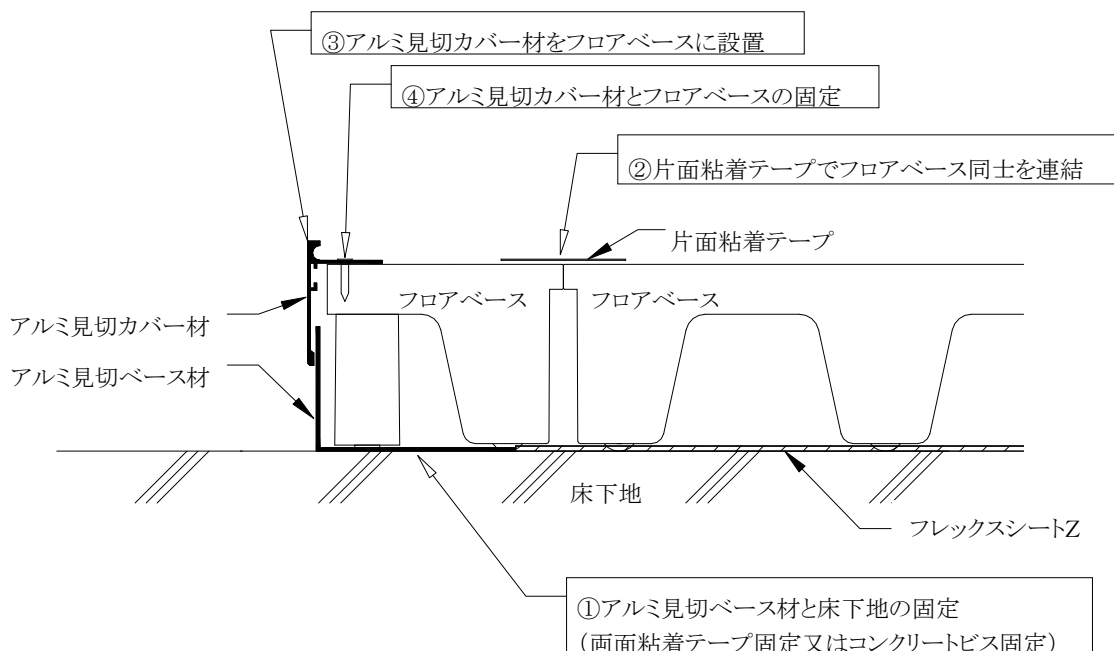 ③アルミ見切カバー材をフロアベースに設置
④アルミ見切カバー材とフロアベースの固定
②片面粘着テープでフロアベース同士を連結
片面粘着テープ
フロアベース
フロアベース
アルミ見切カバー材
アルミ見切ベース材
床下地
フレックスシートZ
①アルミ見切ベース材と床下地の固定
(両面粘着テープ固定又はコンクリートビス固定)